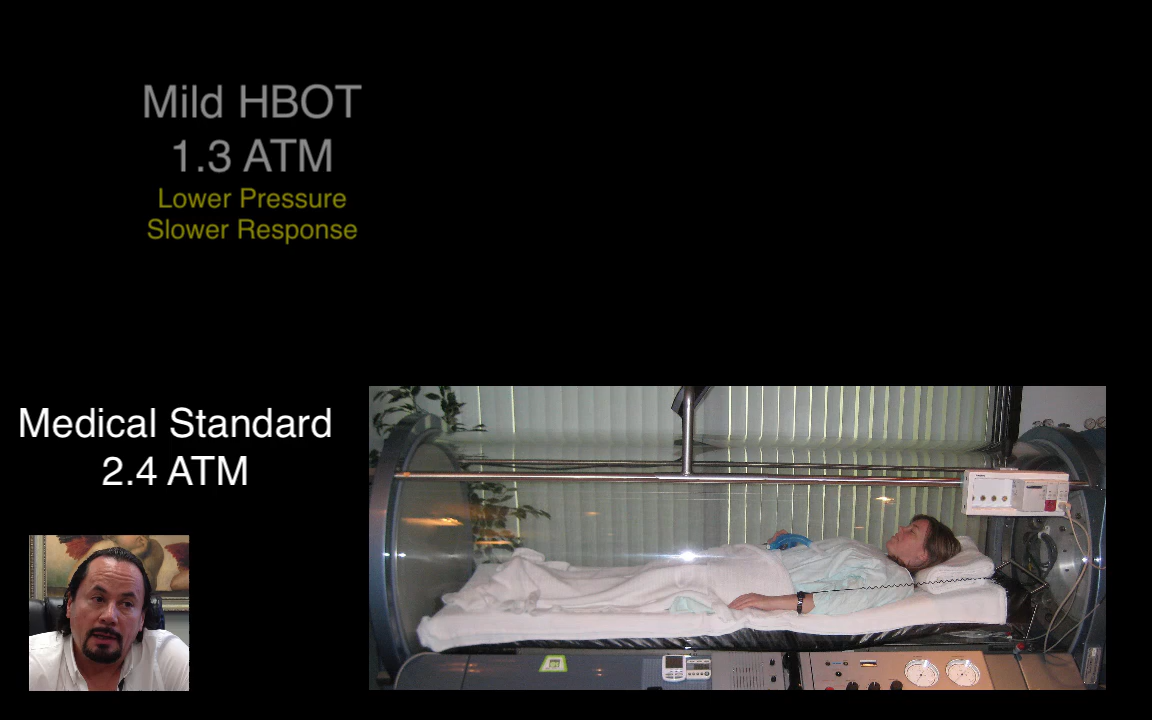 Mild HBOT
1.3 ATM
Lower Pressure
Slower Response
Medical Standard
2.4 ATM